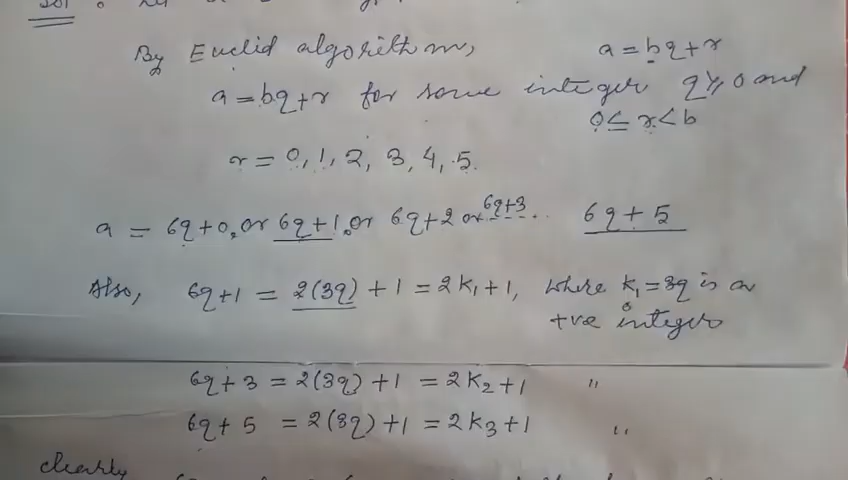 Sol :
By Euclid algorithm, a = bq + r
a = bq + r for some integer q ≥ 0 and
0 ≤ r < b
r = 0, 1, 2, 3, 4, 5.
a = 6q + 0, or 6q + 1, or 6q + 2 or 6q+3 ---.. 6q + 5
Also, 6q + 1 = 2(3q) + 1 = 2k₁ + 1, where k₁ = 3q is a
+ve integer
6q + 3 = 2(3q) + 1 = 2k₂ + 1 "
6q + 5 = 2(3q) + 1 = 2k₃ + 1 "
clearly